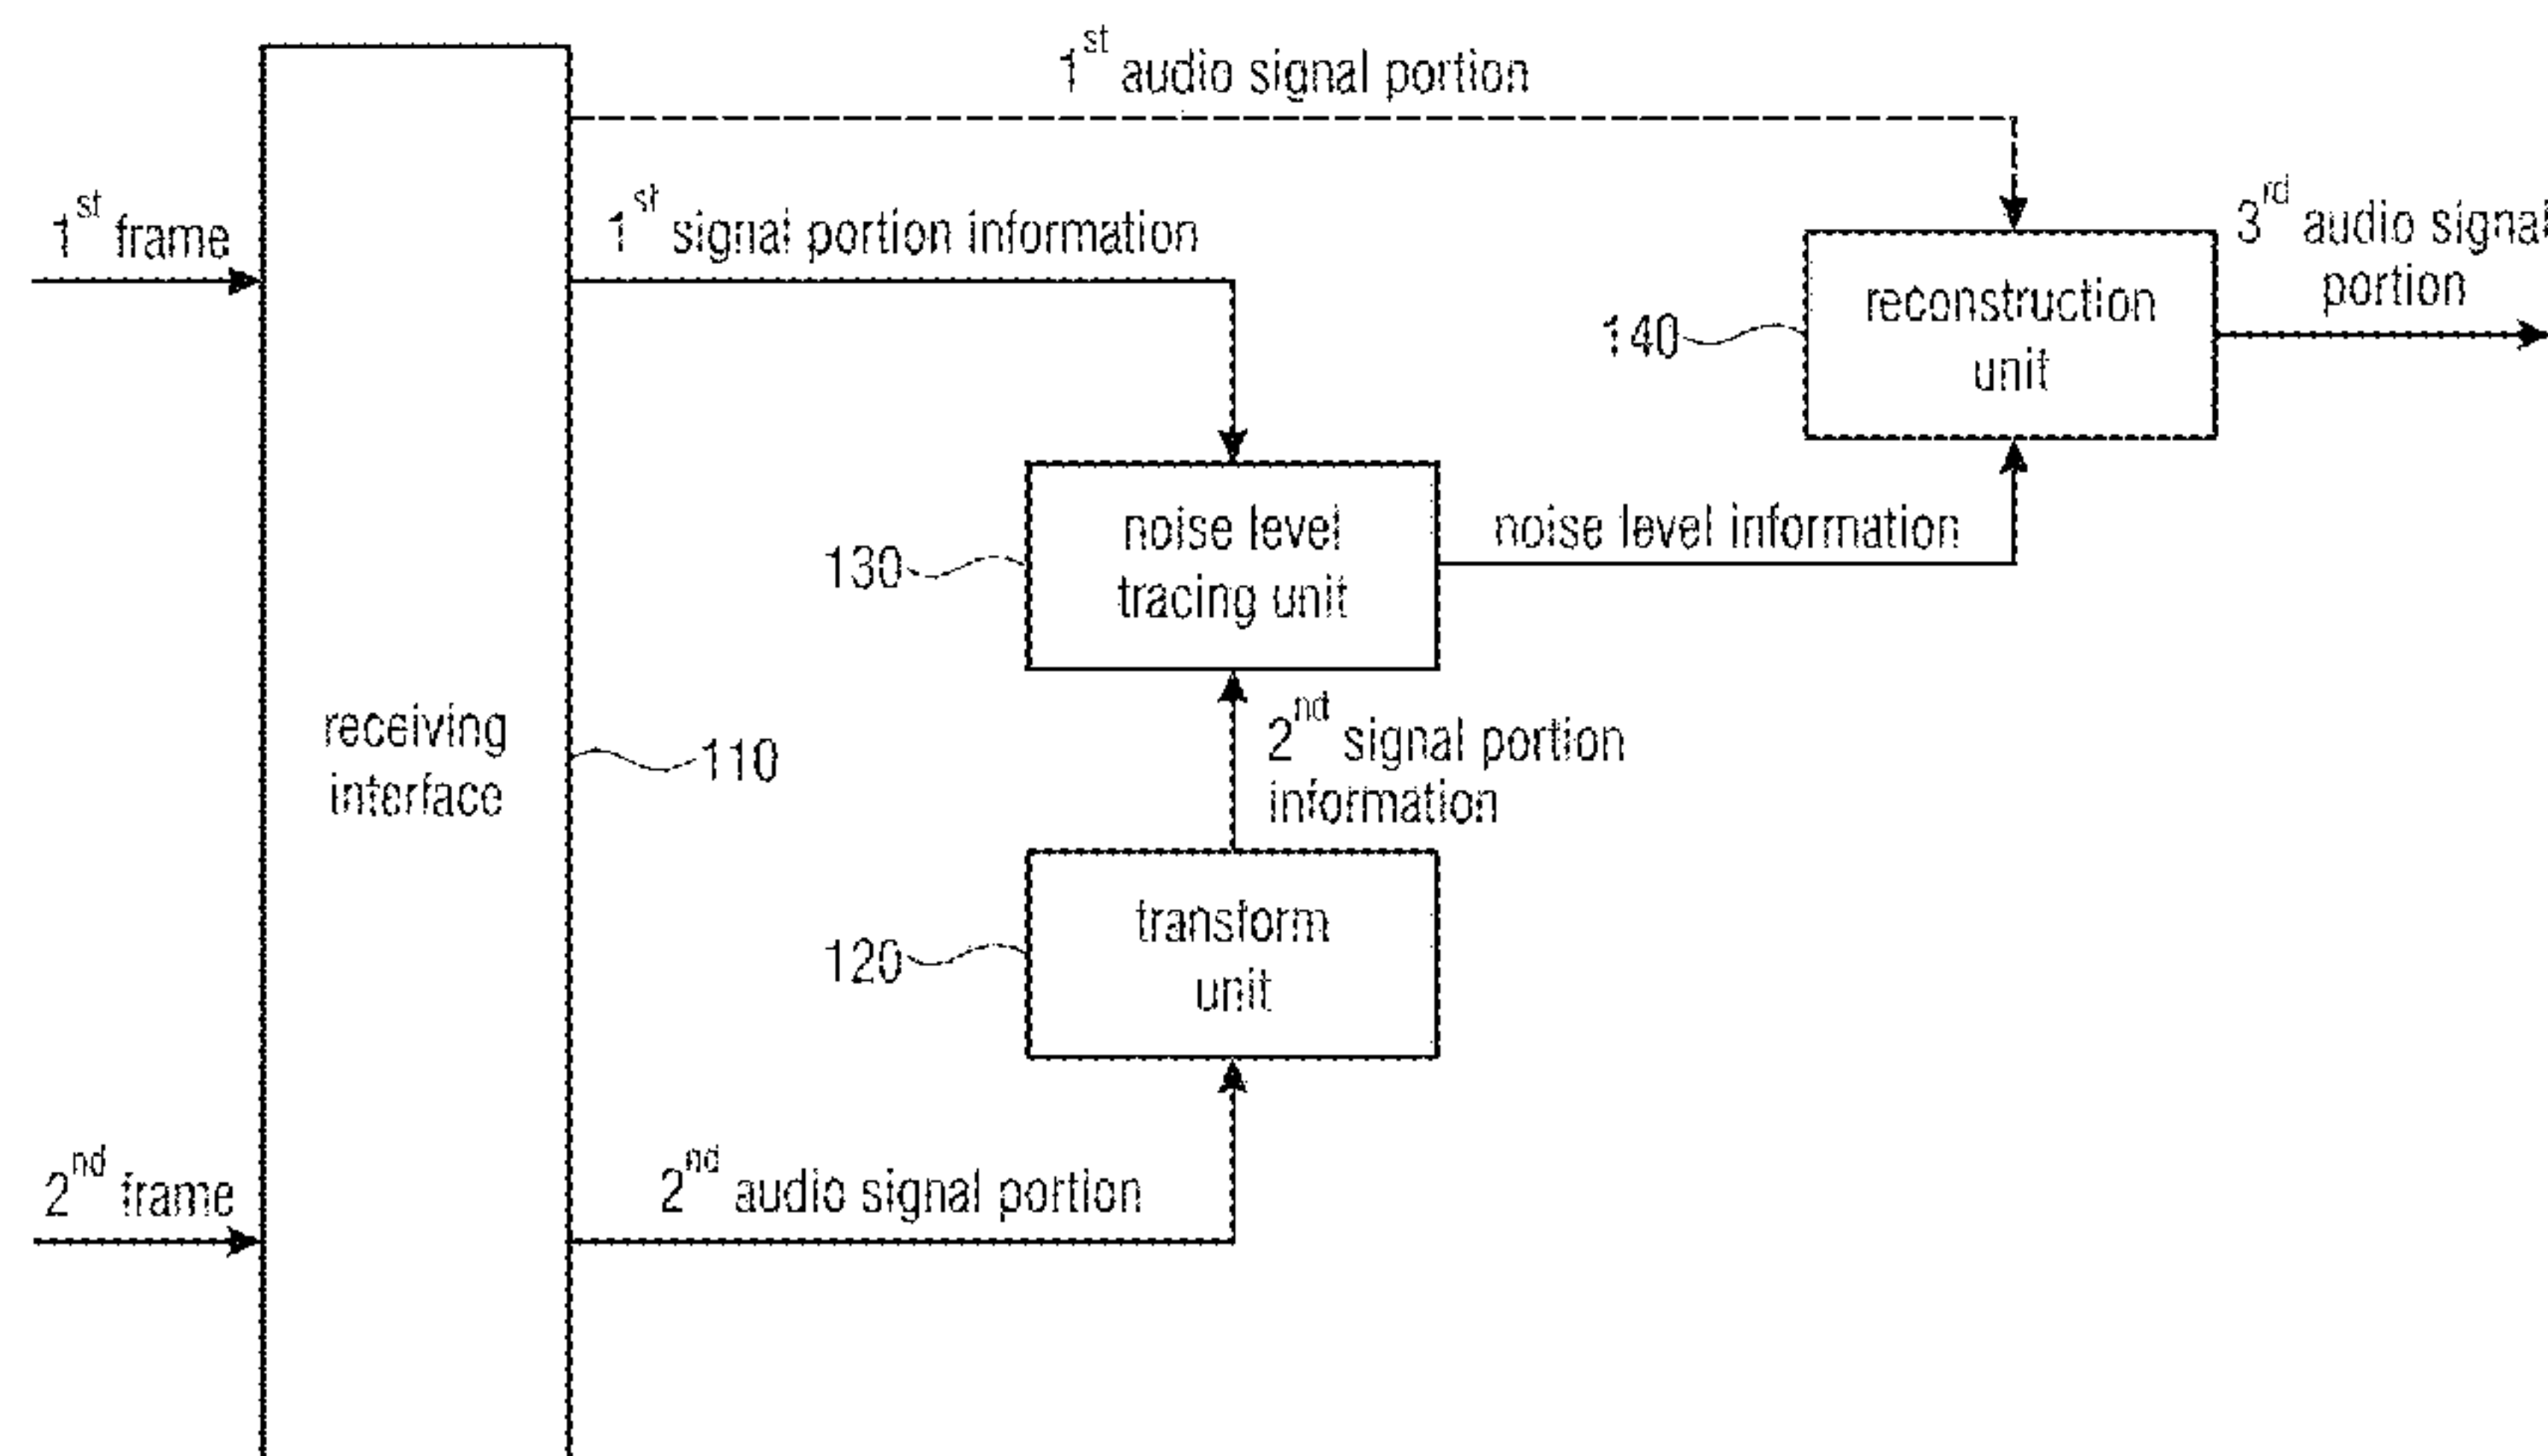 1st audio signal portion
1st frame
1st signal portion information
3rd audio signal
portion
reconstruction
unit
140
noise level
tracing unit
130
noise level information
receiving
interface
110
2nd signal portion
information
transform
unit
120
2nd frame
2nd audio signal portion